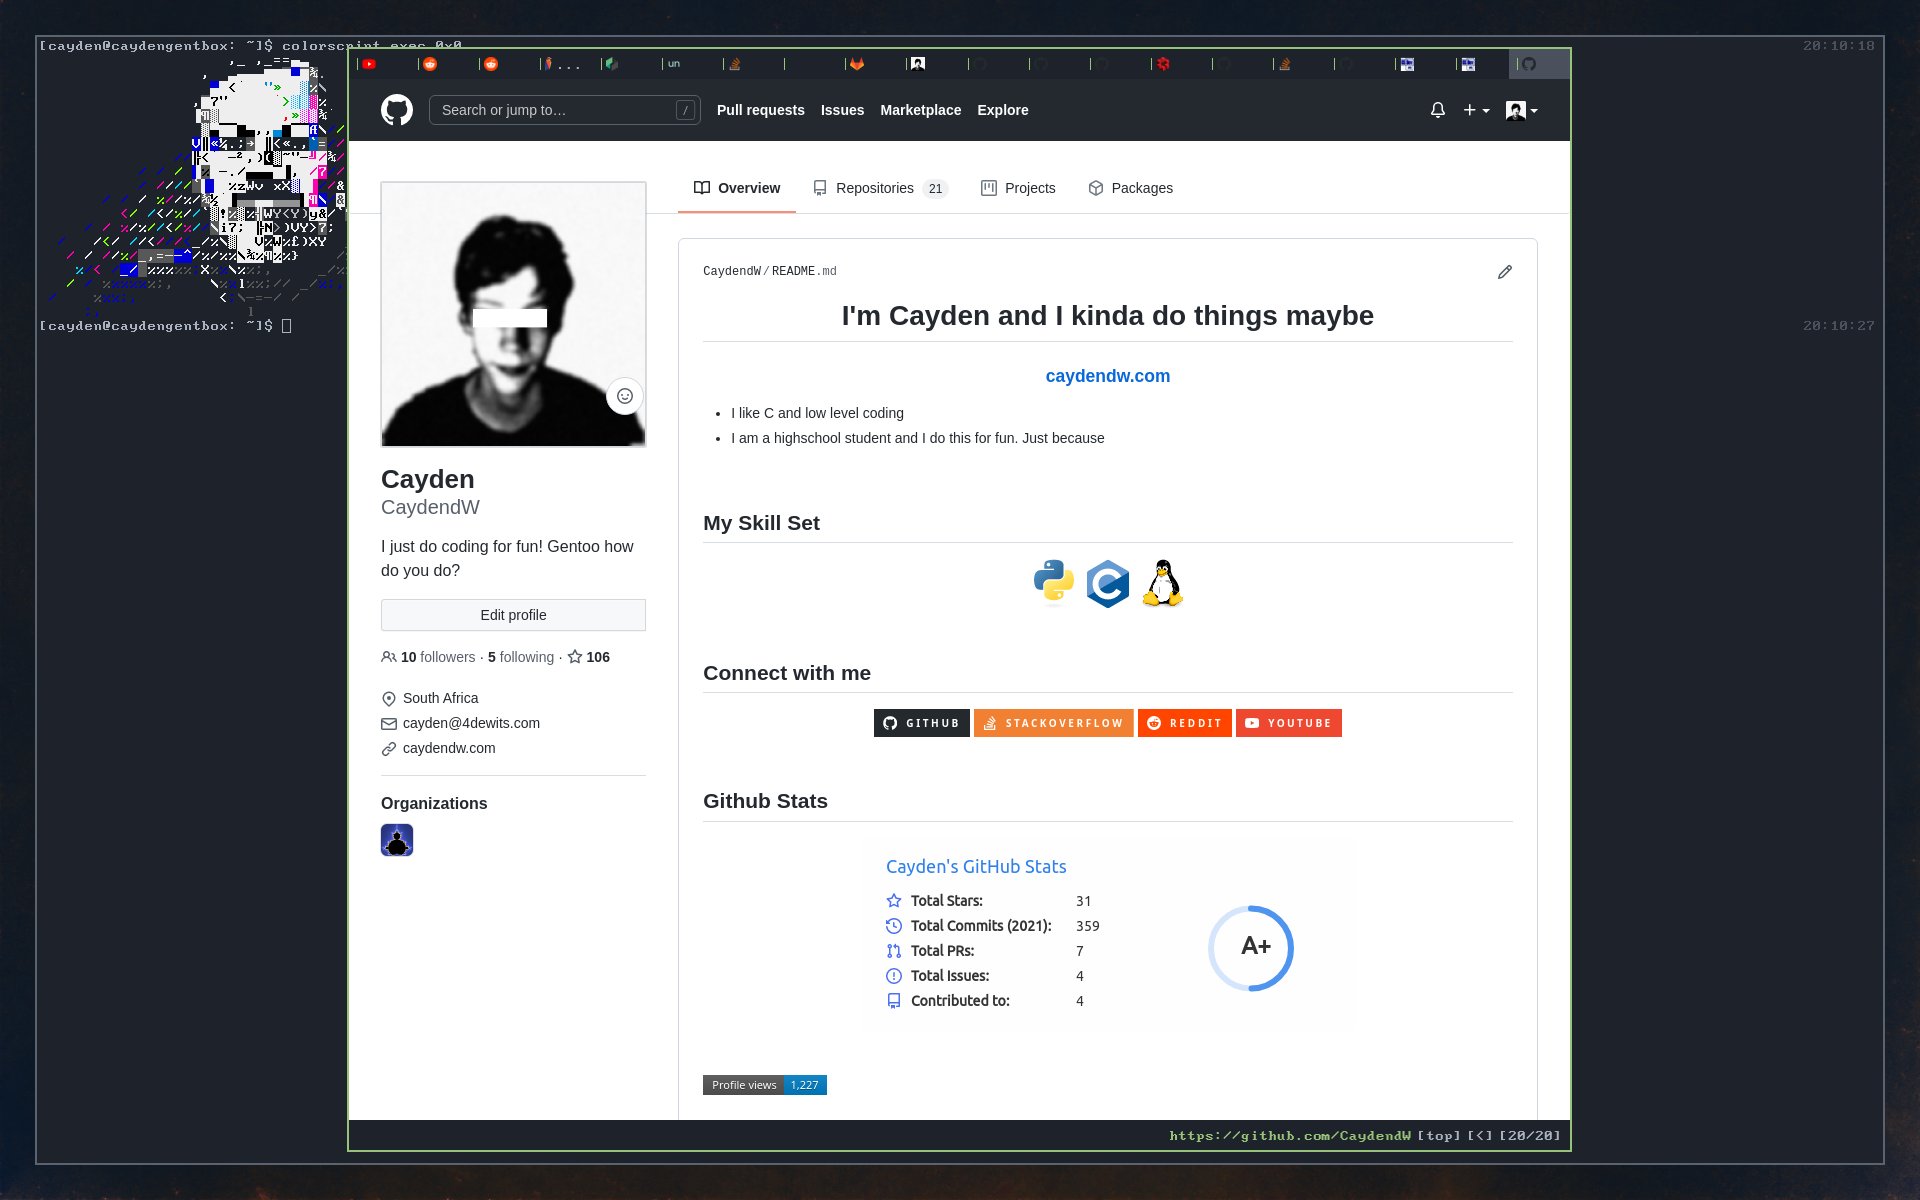 [cayden@caydengentbox: ~]$ colorscript exec 0x0
20:10:18
...
un
Search or jump to…
/
Pull requests Issues Marketplace Explore
Overview Repositories 21 Projects Packages
CaydendW/README.md
I'm Cayden and I kinda do things maybe
caydendw.com
I like C and low level coding
I am a highschool student and I do this for fun. Just because
Cayden
CaydendW
I just do coding for fun! Gentoo how
do you do?
Edit profile
10 followers · 5 following · 106
South Africa
cayden@4dewits.com
caydendw.com
Organizations
My Skill Set
C
Connect with me
GITHUB STACKOVERFLOW REDDIT YOUTUBE
Github Stats
Cayden's GitHub Stats
Total Stars: 31
Total Commits (2021): 359
Total PRs: 7
Total Issues: 4
Contributed to: 4
A+
Profile views 1,227
[cayden@caydengentbox: ~]$
20:10:27
https://github.com/CaydendW [top] [<] [20/20]